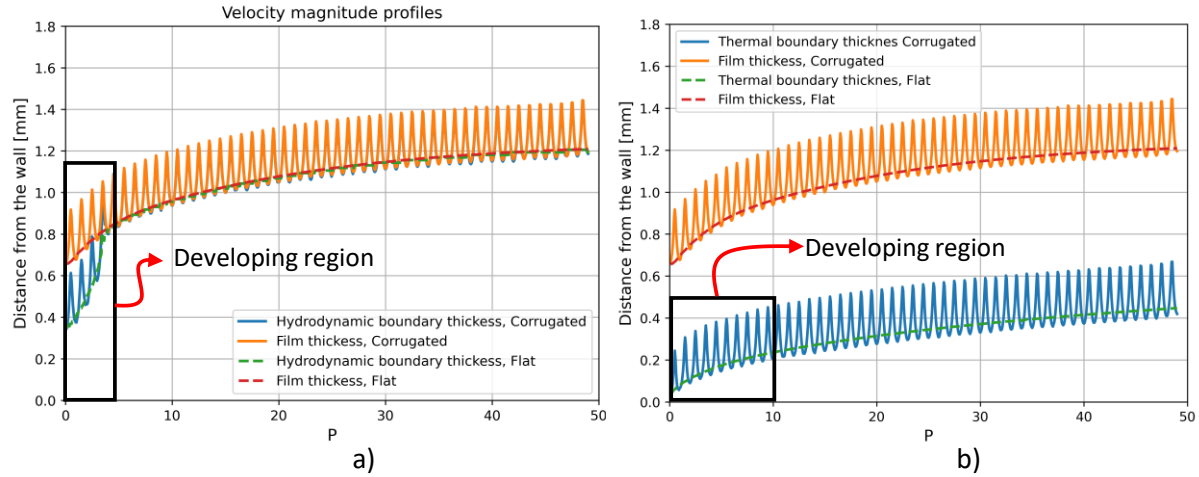 Velocity magnitude profiles
Distance from the wall [mm]
1.8
1.6
1.4
1.2
1.0
0.8
0.6
0.4
0.2
0.0
Developing region
Hydrodynamic boundary thickess, Corrugated
Film thickess, Corrugated
Hydrodynamic boundary thickess, Flat
Film thickess, Flat
0
10
20
30
40
50
P
a)
Distance from the wall [mm]
1.8
1.6
1.4
1.2
1.0
0.8
0.6
0.4
0.2
0.0
Thermal boundary thicknes Corrugated
Film thickess, Corrugated
Thermal boundary thicknes, Flat
Film thickess, Flat
Developing region
0
10
20
30
40
50
P
b)